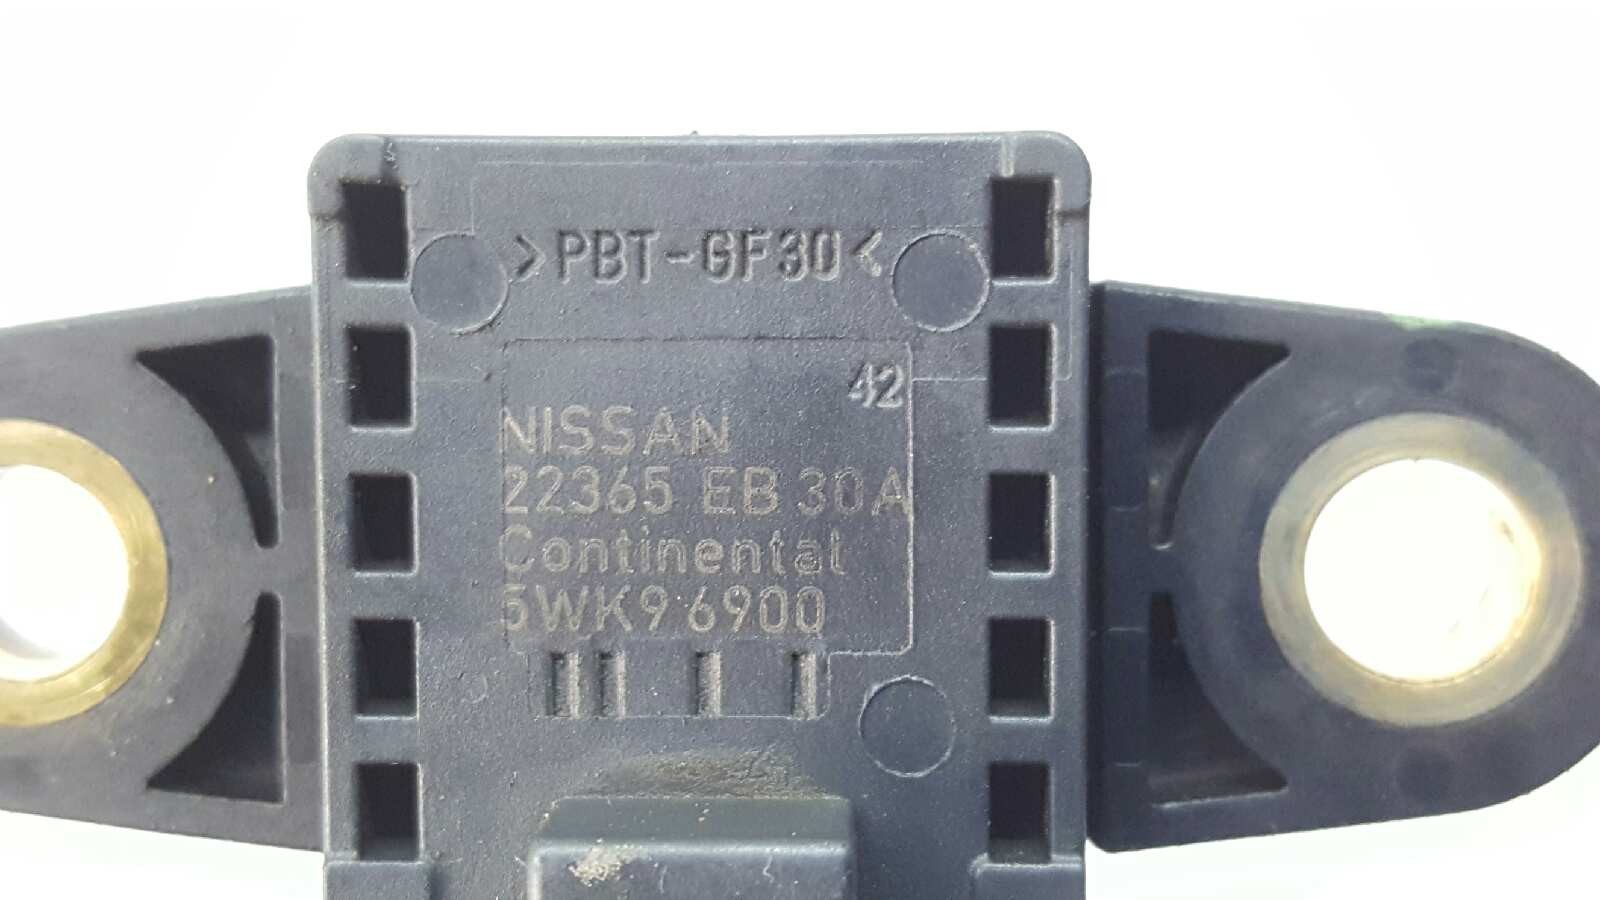 >PBT-GF30<
42
NISSAN
22365 EB30A
Continental
5WK96900